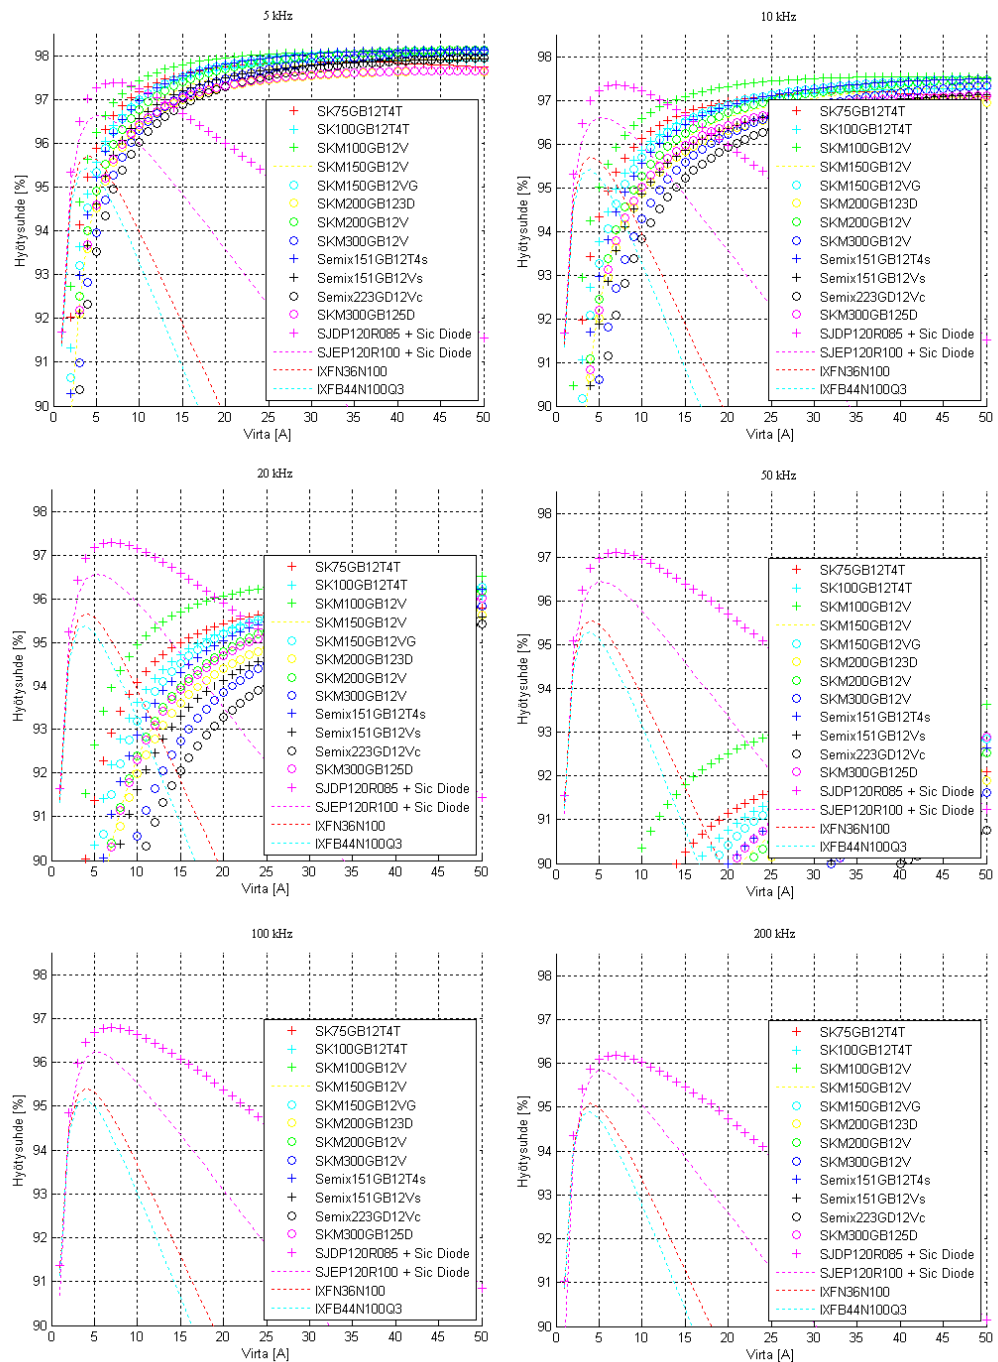 5 kHz
Hyötysuhde [%]
98
97
96
95
94
93
92
91
90
0 5 10 15 20 25 30 35 40 45 50
Virta [A]
SK75GB12T4T
SK100GB12T4T
SKM100GB12V
SKM150GB12V
SKM150GB12VG
SKM200GB123D
SKM200GB12V
SKM300GB12V
Semix151GB12T4s
Semix151GB12Vs
Semix223GD12Vc
SKM300GB125D
SJDP120R085 + Sic Diode
SJEP120R100 + Sic Diode
IXFN36N100
IXFB44N100Q3
10 kHz
Hyötysuhde [%]
98
97
96
95
94
93
92
91
90
0 5 10 15 20 25 30 35 40 45 50
Virta [A]
SK75GB12T4T
SK100GB12T4T
SKM100GB12V
SKM150GB12V
SKM150GB12VG
SKM200GB123D
SKM200GB12V
SKM300GB12V
Semix151GB12T4s
Semix151GB12Vs
Semix223GD12Vc
SKM300GB125D
SJDP120R085 + Sic Diode
SJEP120R100 + Sic Diode
IXFN36N100
IXFB44N100Q3
20 kHz
Hyötysuhde [%]
98
97
96
95
94
93
92
91
90
0 5 10 15 20 25 30 35 40 45 50
Virta [A]
SK75GB12T4T
SK100GB12T4T
SKM100GB12V
SKM150GB12V
SKM150GB12VG
SKM200GB123D
SKM200GB12V
SKM300GB12V
Semix151GB12T4s
Semix151GB12Vs
Semix223GD12Vc
SKM300GB125D
SJDP120R085 + Sic Diode
SJEP120R100 + Sic Diode
IXFN36N100
IXFB44N100Q3
50 kHz
Hyötysuhde [%]
98
97
96
95
94
93
92
91
90
0 5 10 15 20 25 30 35 40 45 50
Virta [A]
SK75GB12T4T
SK100GB12T4T
SKM100GB12V
SKM150GB12V
SKM150GB12VG
SKM200GB123D
SKM200GB12V
SKM300GB12V
Semix151GB12T4s
Semix151GB12Vs
Semix223GD12Vc
SKM300GB125D
SJDP120R085 + Sic Diode
SJEP120R100 + Sic Diode
IXFN36N100
IXFB44N100Q3
100 kHz
Hyötysuhde [%]
98
97
96
95
94
93
92
91
90
0 5 10 15 20 25 30 35 40 45 50
Virta [A]
SK75GB12T4T
SK100GB12T4T
SKM100GB12V
SKM150GB12V
SKM150GB12VG
SKM200GB123D
SKM200GB12V
SKM300GB12V
Semix151GB12T4s
Semix151GB12Vs
Semix223GD12Vc
SKM300GB125D
SJDP120R085 + Sic Diode
SJEP120R100 + Sic Diode
IXFN36N100
IXFB44N100Q3
200 kHz
Hyötysuhde [%]
98
97
96
95
94
93
92
91
90
0 5 10 15 20 25 30 35 40 45 50
Virta [A]
SK75GB12T4T
SK100GB12T4T
SKM100GB12V
SKM150GB12V
SKM150GB12VG
SKM200GB123D
SKM200GB12V
SKM300GB12V
Semix151GB12T4s
Semix151GB12Vs
Semix223GD12Vc
SKM300GB125D
SJDP120R085 + Sic Diode
SJEP120R100 + Sic Diode
IXFN36N100
IXFB44N100Q3